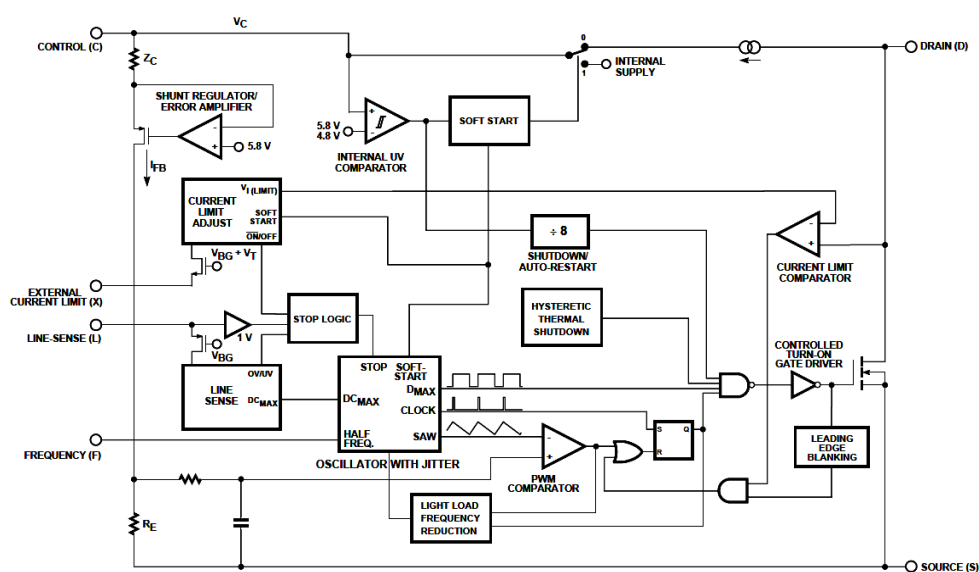 V_C
CONTROL (C)
Z_C
0
1
DRAIN (D)
INTERNAL
SUPPLY
SHUNT REGULATOR/
ERROR AMPLIFIER
-
+
5.8 V
I_FB
+
-
5.8 V
4.8 V
INTERNAL UV
COMPARATOR
SOFT START
V_I (LIMIT)
CURRENT
LIMIT
ADJUST
SOFT
START
ON/OFF
÷ 8
SHUTDOWN/
AUTO-RESTART
-
+
CURRENT LIMIT
COMPARATOR
V_BG + V_T
EXTERNAL
CURRENT LIMIT (X)
HYSTERETIC
THERMAL
SHUTDOWN
STOP LOGIC
LINE-SENSE (L)
1 V
V_BG
CONTROLLED
TURN-ON
GATE DRIVER
OV/UV
LINE
SENSE
DC_MAX
STOP
SOFT-
START
DC_MAX
D_MAX
CLOCK
HALF
FREQ.
SAW
OSCILLATOR WITH JITTER
FREQUENCY (F)
-
+
PWM
COMPARATOR
S
Q
R
LEADING
EDGE
BLANKING
LIGHT LOAD
FREQUENCY
REDUCTION
R_E
SOURCE (S)